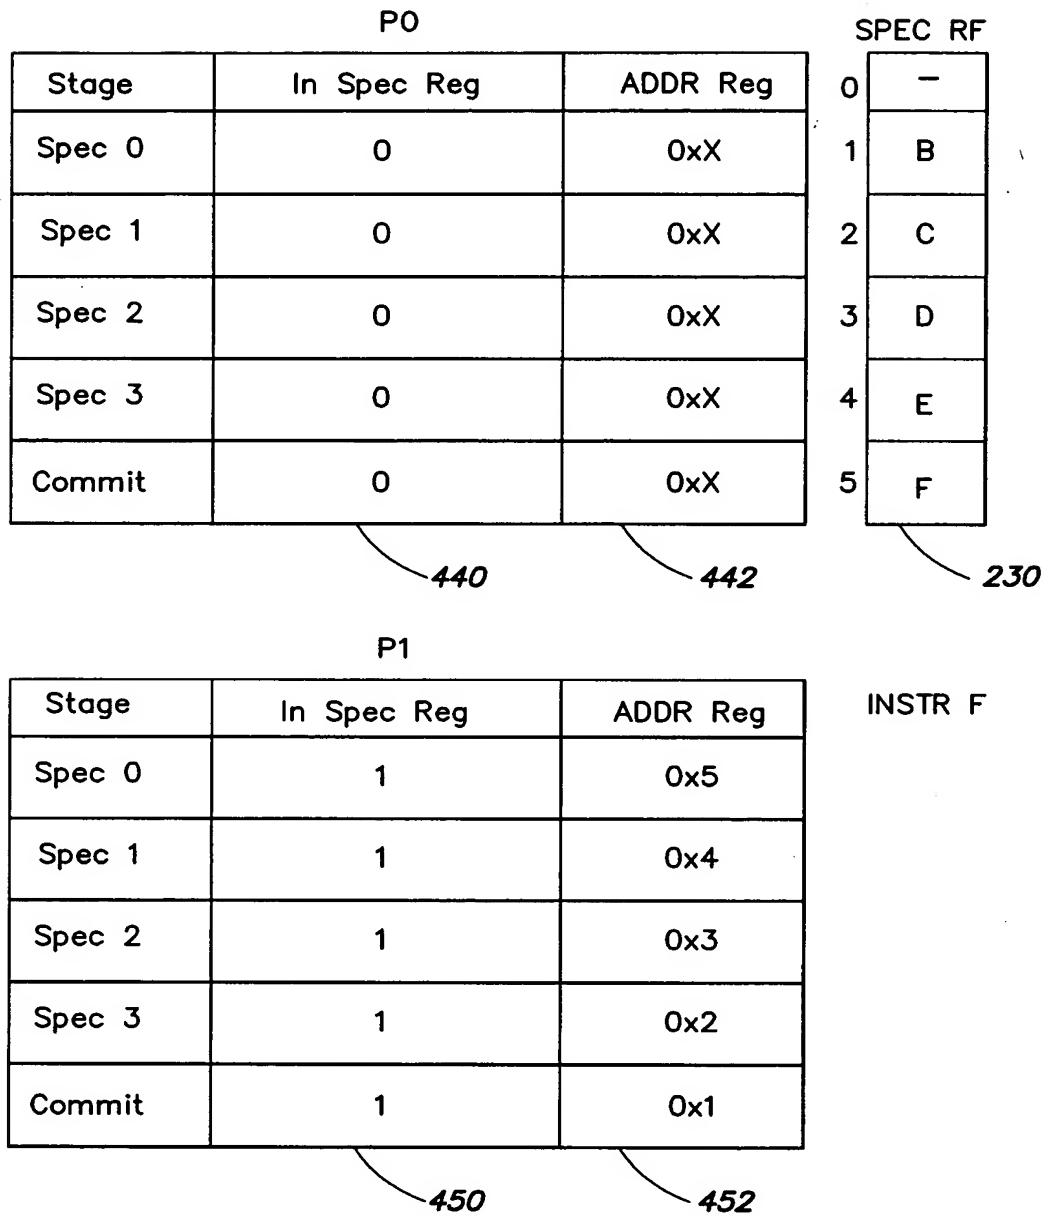 P0
SPEC RF
Stage In Spec Reg ADDR Reg 0 –
Spec 0 0 0xX 1 B
Spec 1 0 0xX 2 C
Spec 2 0 0xX 3 D
Spec 3 0 0xX 4 E
Commit 0 0xX 5 F
440 442 230
P1
Stage In Spec Reg ADDR Reg INSTR F
Spec 0 1 0x5
Spec 1 1 0x4
Spec 2 1 0x3
Spec 3 1 0x2
Commit 1 0x1
450 452